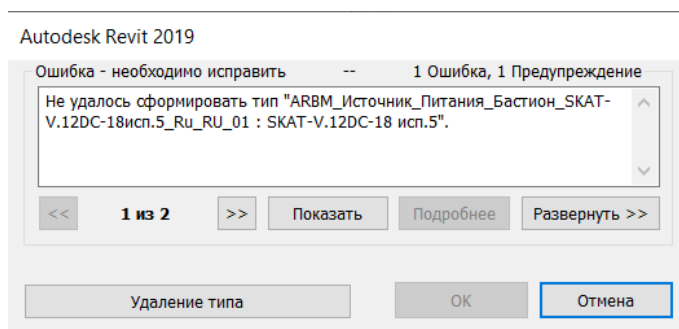 Autodesk Revit 2019
Ошибка - необходимо исправить -- 1 Ошибка, 1 Предупреждение
Не удалось сформировать тип "ARBM_Источник_Питания_Бастион_SKAT-
V.12DC-18исп.5_Ru_RU_01 : SKAT-V.12DC-18 исп.5".
<< 1 из 2 >> Показать Подробнее Развернуть >>
Удаление типа OK Отмена